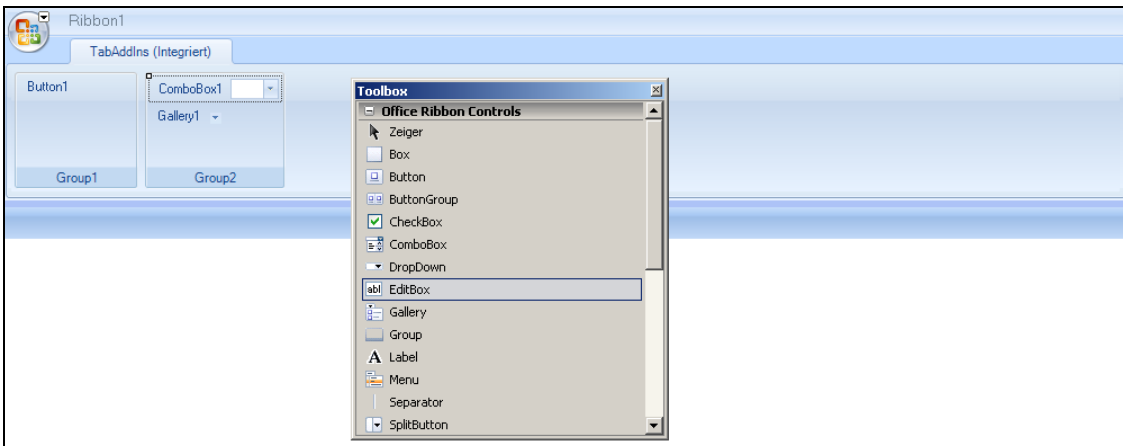 Ribbon1
TabAddIns (Integriert)
Button1
ComboBox1
Gallery1
Group1
Group2
Toolbox
Office Ribbon Controls
Zeiger
Box
Button
ButtonGroup
CheckBox
ComboBox
DropDown
abl EditBox
Gallery
Group
A Label
Menu
Separator
SplitButton